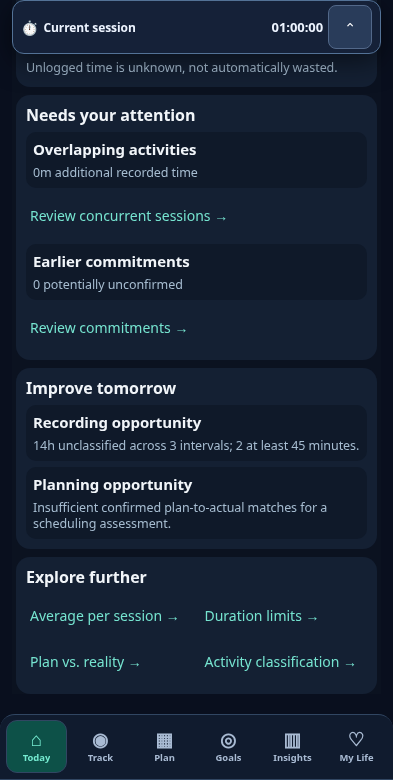 Current session 01:00:00
Unlogged time is unknown, not automatically wasted.
Needs your attention
Overlapping activities
0m additional recorded time
Review concurrent sessions →
Earlier commitments
0 potentially unconfirmed
Review commitments →
Improve tomorrow
Recording opportunity
14h unclassified across 3 intervals; 2 at least 45 minutes.
Planning opportunity
Insufficient confirmed plan-to-actual matches for a
scheduling assessment.
Explore further
Average per session → Duration limits →
Plan vs. reality → Activity classification →
Today Track Plan Goals Insights My Life